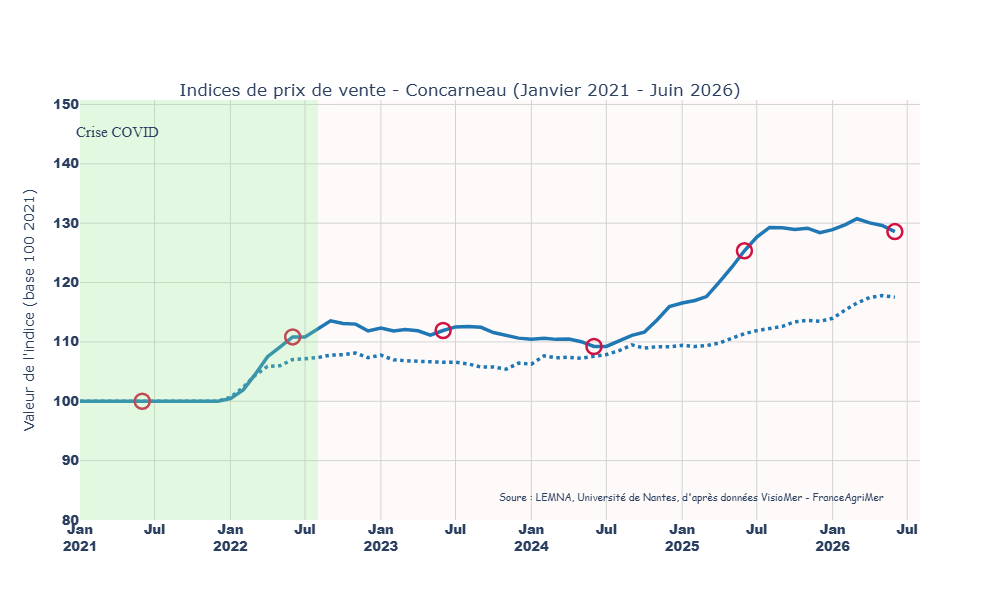 Indices de prix de vente - Concarneau (Janvier 2021 - Juin 2026)
Valeur de l'indice (base 100 2021)
150
140
130
120
110
100
90
80
Crise COVID
Soure : LEMNA, Université de Nantes, d'après données VisioMer - FranceAgriMer
Jan Jul Jan Jul Jan Jul Jan Jul Jan Jul Jan Jul
2021 2022 2023 2024 2025 2026